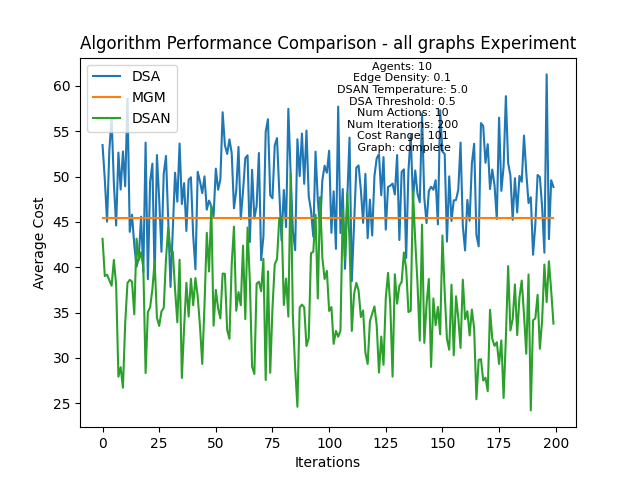 Algorithm Performance Comparison - all graphs Experiment
DSA
MGM
DSAN
Agents: 10
Edge Density: 0.1
DSAN Temperature: 5.0
DSA Threshold: 0.5
Num Actions: 10
Num Iterations: 200
Cost Range: 101
Graph: complete
60
55
50
45
40
35
30
25
Average Cost
0
25
50
75
100
125
150
175
200
Iterations